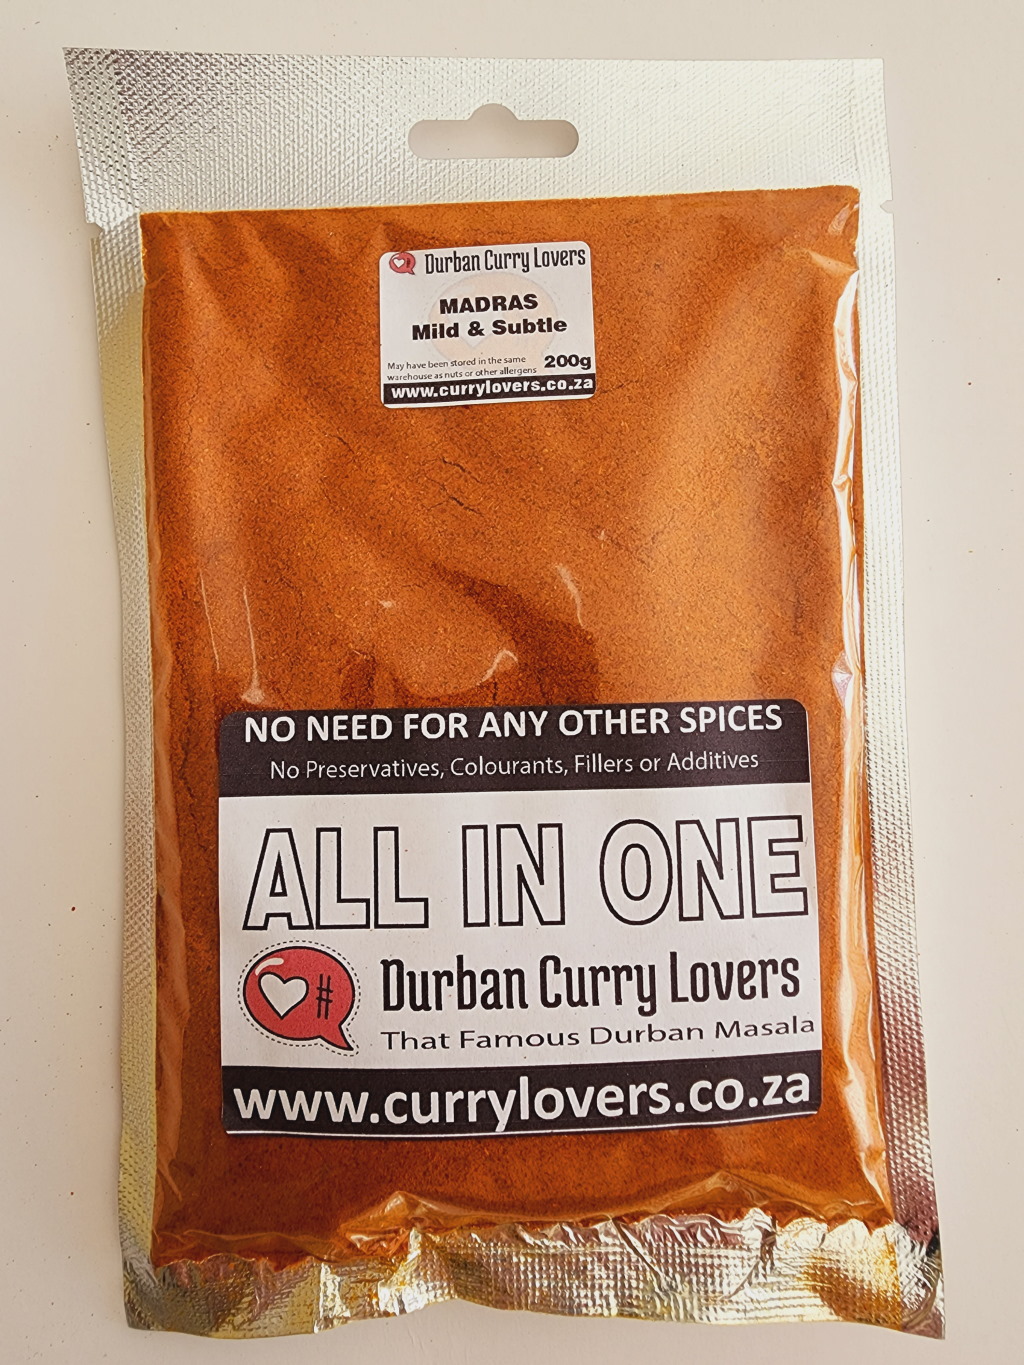 Durban Curry Lovers
MADRAS
Mild & Subtle
May have been stored in the same
warehouse as nuts or other allergens
200g
www.currylovers.co.za
NO NEED FOR ANY OTHER SPICES
No Preservatives, Colourants, Fillers or Additives
ALL IN ONE
#
Durban Curry Lovers
That Famous Durban Masala
www.currylovers.co.za